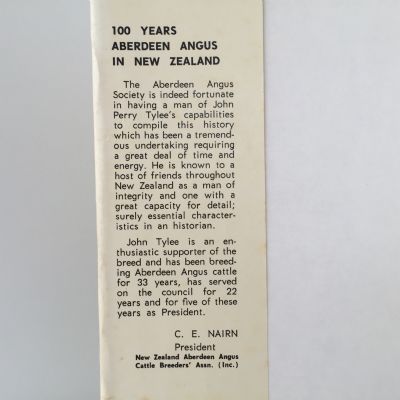 100 YEARS
ABERDEEN ANGUS
IN NEW ZEALAND
The Aberdeen Angus
Society is indeed fortunate
in having a man of John
Perry Tylee's capabilities
to compile this history
which has been a tremend-
ous undertaking requiring
a great deal of time and
energy. He is known to a
host of friends throughout
New Zealand as a man of
integrity and one with a
great capacity for detail;
surely essential character-
istics in an historian.
John Tylee is an en-
thusiastic supporter of the
breed and has been breed-
ing Aberdeen Angus cattle
for 33 years, has served
on the council for 22
years and for five of these
years as President.
C. E. NAIRN
President
New Zealand Aberdeen Angus
Cattle Breeders' Assn. (Inc.)